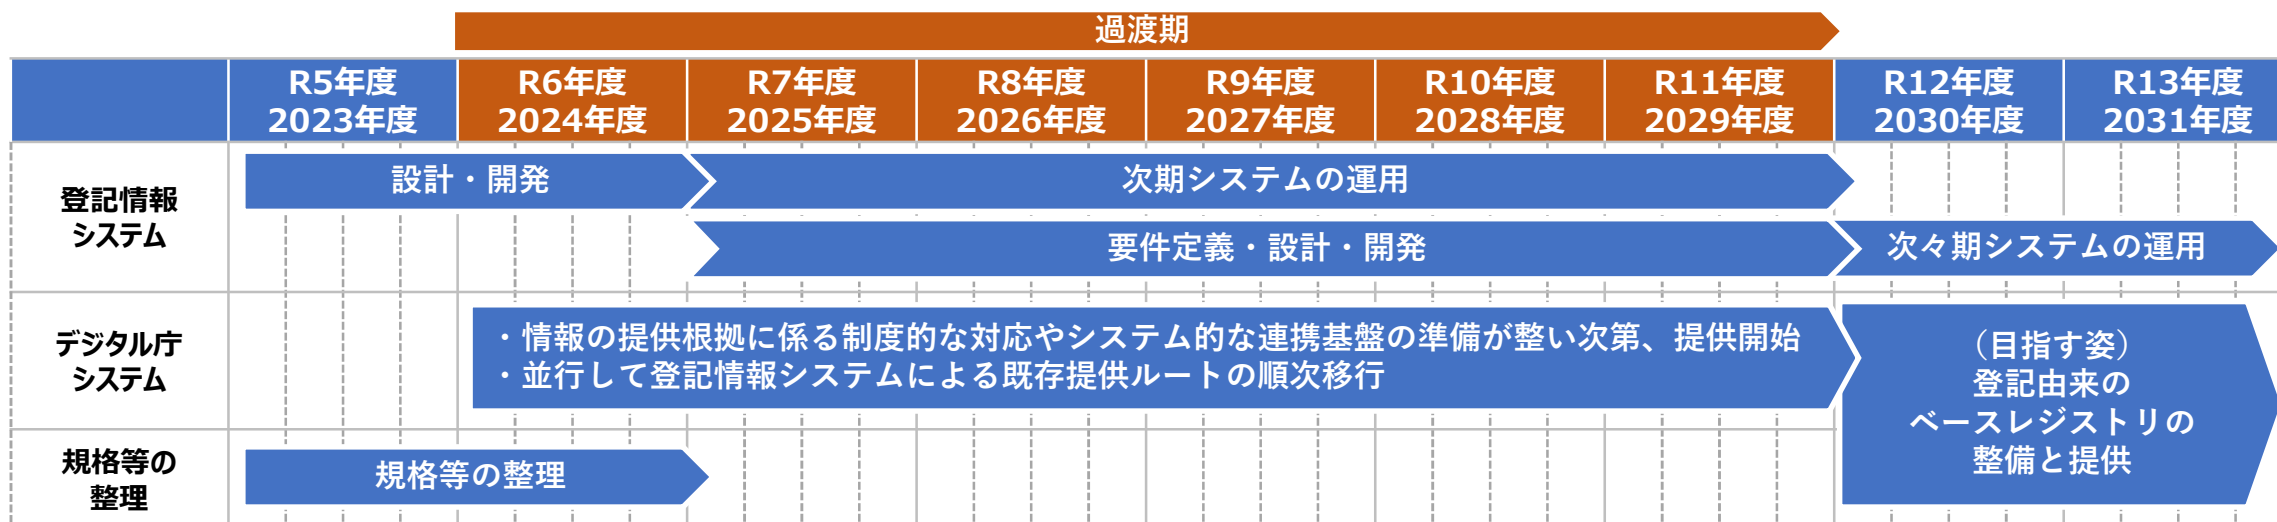 過渡期
R5年度
2023年度
R6年度
2024年度
R7年度
2025年度
R8年度
2026年度
R9年度
2027年度
R10年度
2028年度
R11年度
2029年度
R12年度
2030年度
R13年度
2031年度
登記情報
システム
設計・開発
次期システムの運用
要件定義・設計・開発
次々期システムの運用
デジタル庁
システム
・情報の提供根拠に係る制度的な対応やシステム的な連携基盤の準備が整い次第、提供開始
・並行して登記情報システムによる既存提供ルートの順次移行
（目指す姿）
登記由来の
ベースレジストリの
整備と提供
規格等の
整理
規格等の整理